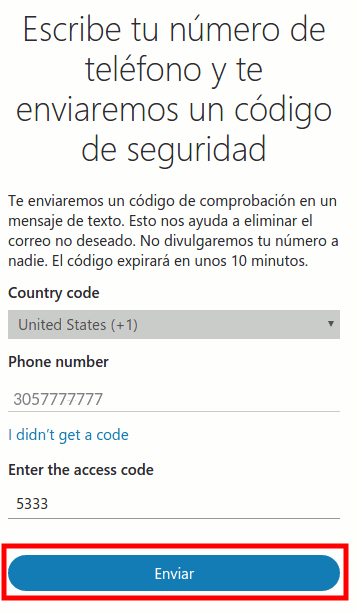 Escribe tu número de
teléfono y te
enviaremos un código
de seguridad
Te enviaremos un código de comprobación en un
mensaje de texto. Esto nos ayuda a eliminar el
correo no deseado. No divulgaremos tu número a
nadie. El código expirará en unos 10 minutos.
Country code
United States (+1)
Phone number
3057777777
I didn't get a code
Enter the access code
5333
Enviar